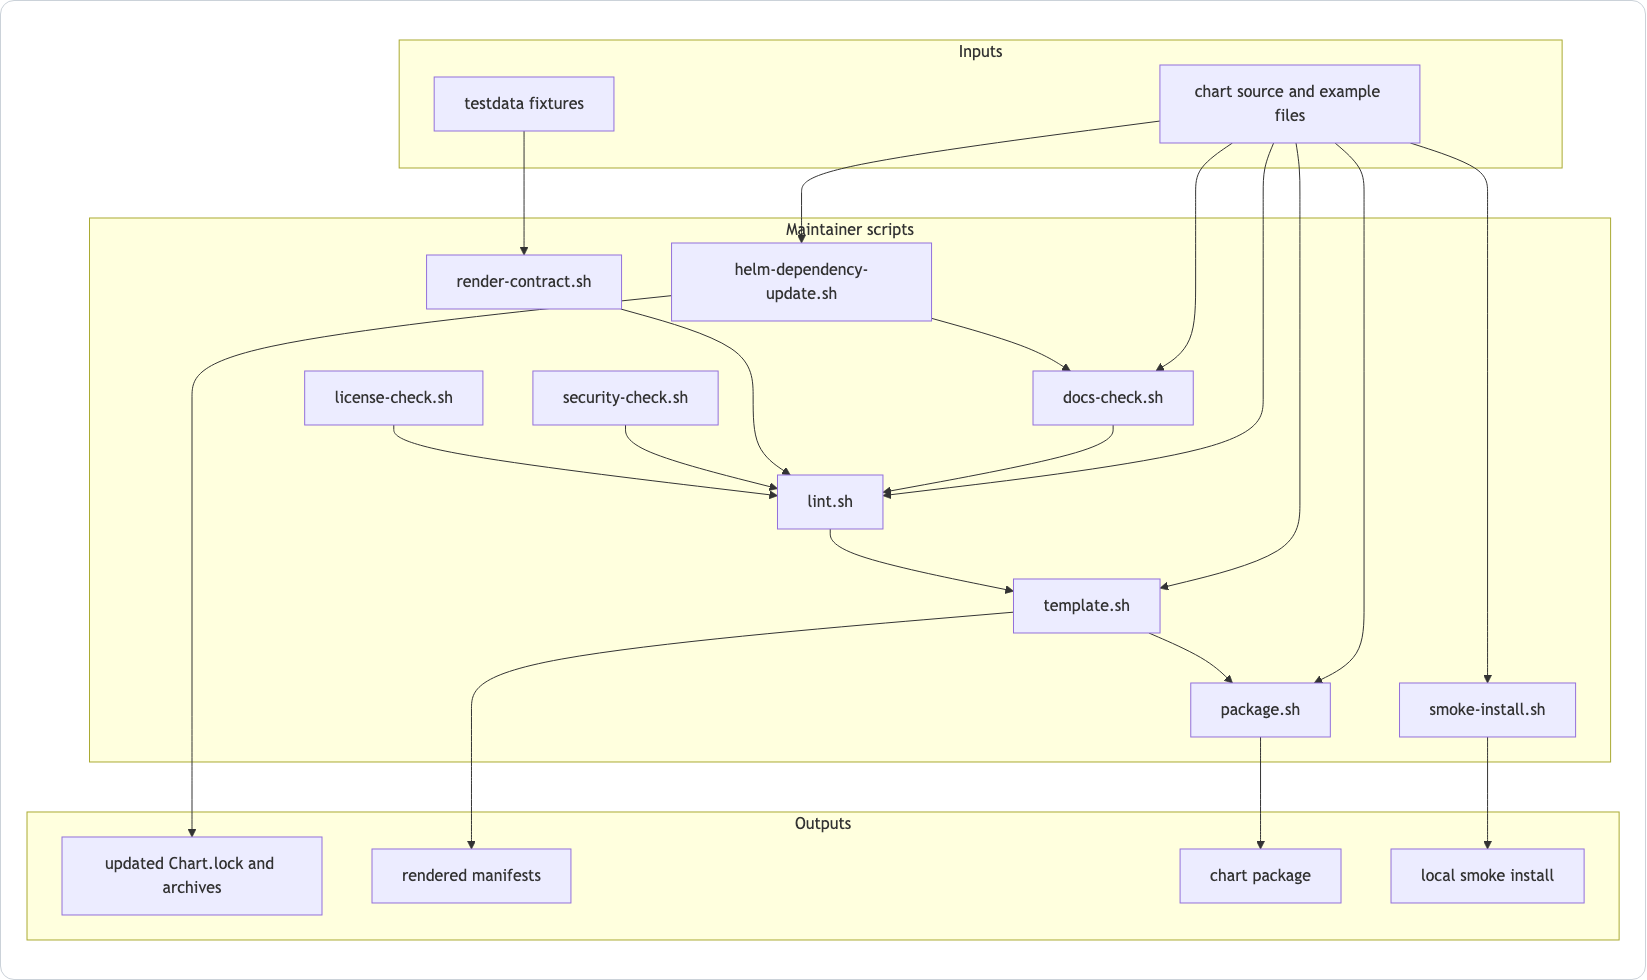 Inputs
testdata fixtures
chart source and example
files
Maintainer scripts
render-contract.sh
helm-dependency-
update.sh
license-check.sh
security-check.sh
docs-check.sh
lint.sh
template.sh
package.sh
smoke-install.sh
Outputs
updated Chart.lock and
archives
rendered manifests
chart package
local smoke install